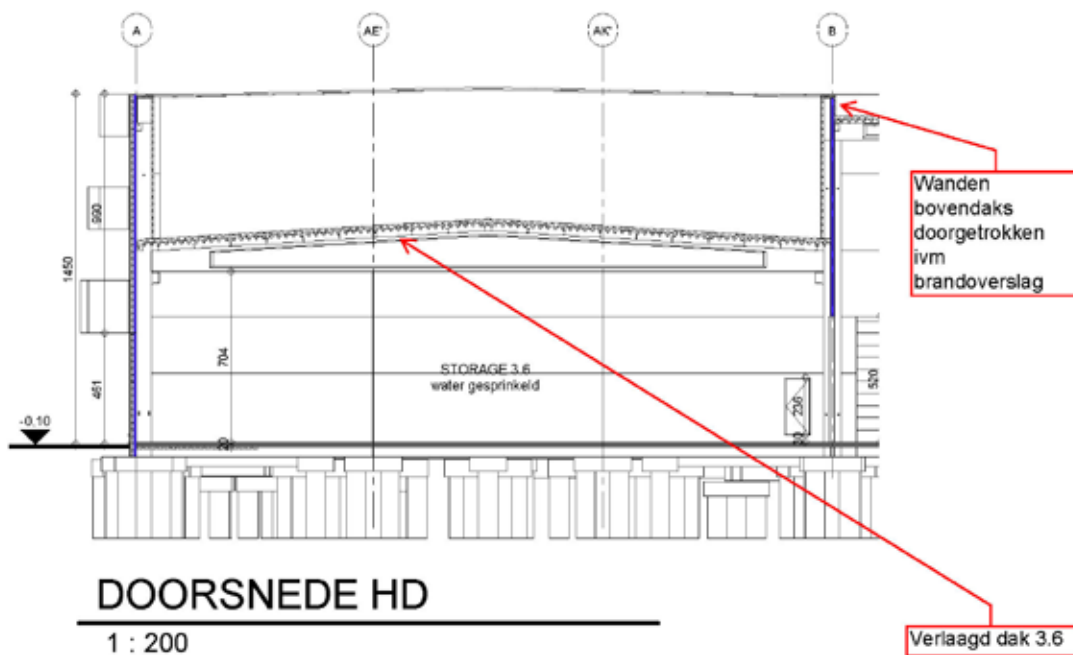 A
AE'
AK'
B
Wanden
bovendaks
doorgetrokken
ivm
brandoverslag
990
1450
704
STORAGE 3.6
water gesprinkeld
461
236
520
-0.10
20
20
DOORSNEDE HD
1 : 200
Verlaagd dak 3.6